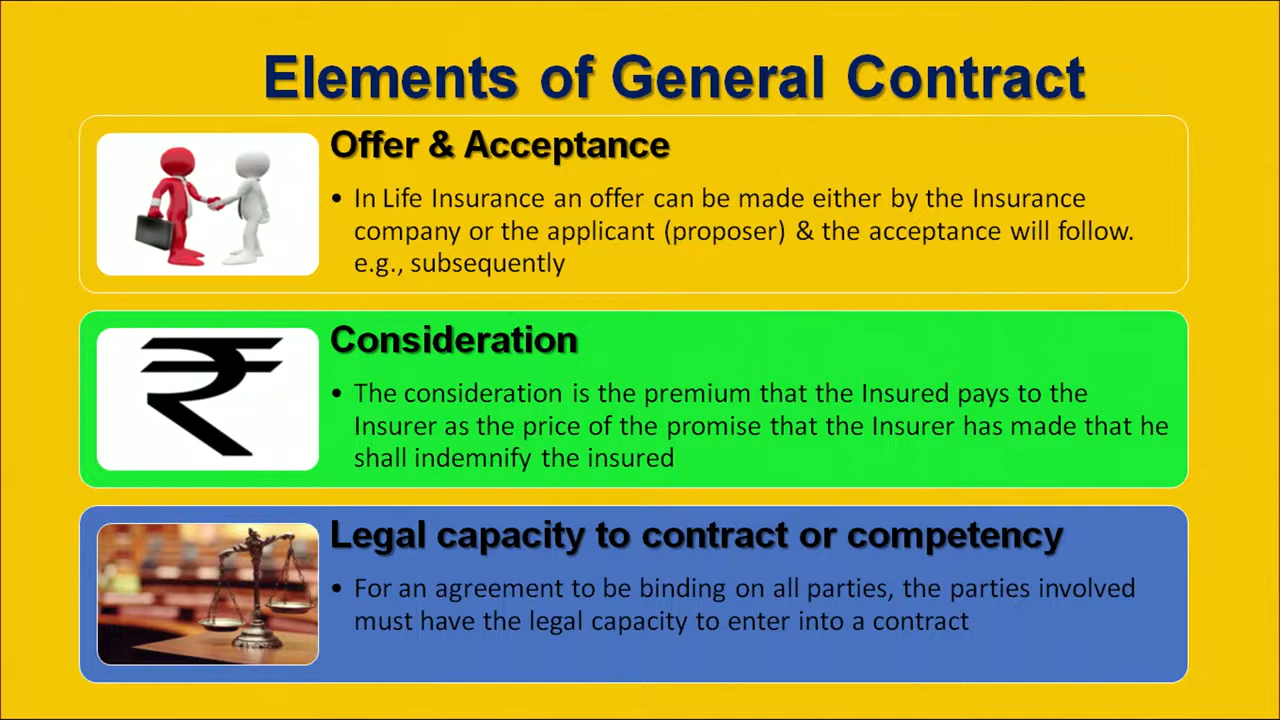 Elements of General Contract
Offer & Acceptance
• In Life Insurance an offer can be made either by the Insurance
company or the applicant (proposer) & the acceptance will follow.
e.g., subsequently
Consideration
• The consideration is the premium that the Insured pays to the
Insurer as the price of the promise that the Insurer has made that he
shall indemnify the insured
Legal capacity to contract or competency
• For an agreement to be binding on all parties, the parties involved
must have the legal capacity to enter into a contract